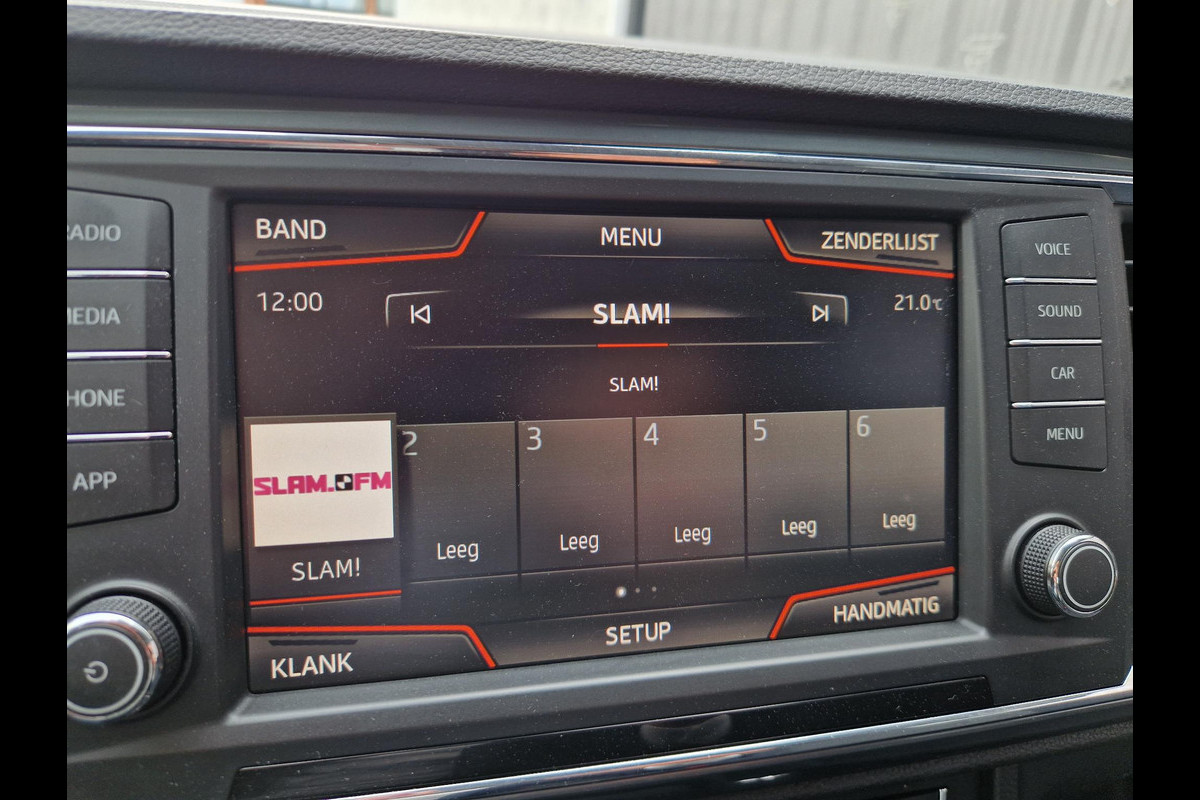 BAND
MENU
ZENDERLIJST
12:00
SLAM!
21.0°C
SLAM!
SLAM.FM
SLAM!
2
Leeg
3
Leeg
4
Leeg
5
Leeg
6
Leeg
KLANK
SETUP
HANDMATIG
ADIO
EDIA
HONE
APP
VOICE
SOUND
CAR
MENU